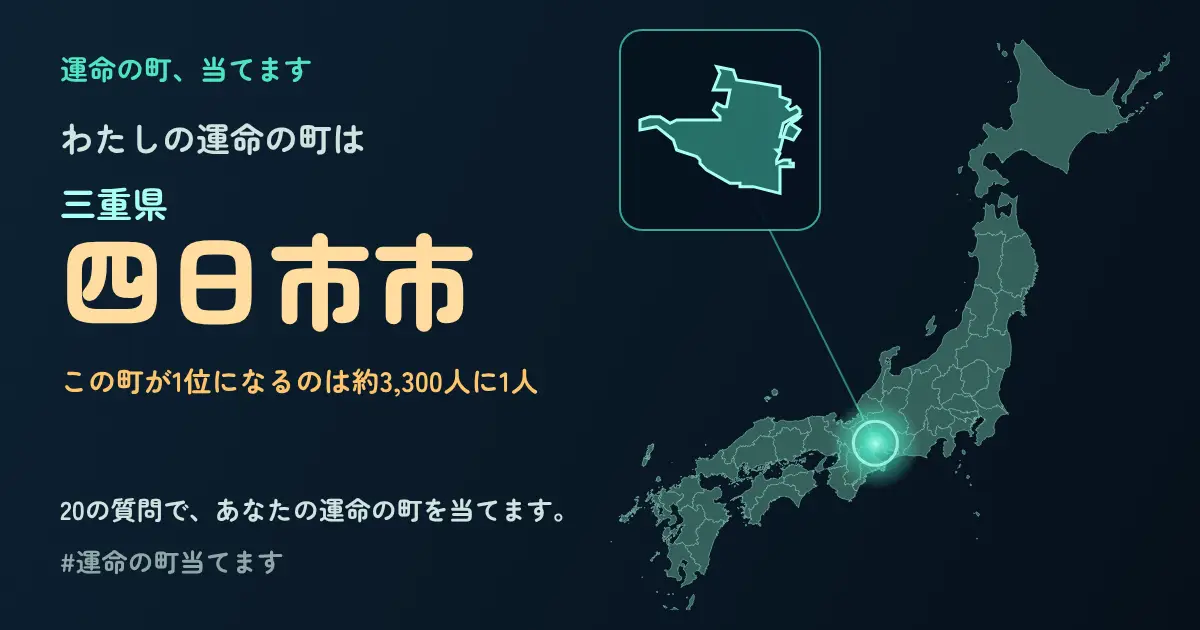 運命の町、当てます
わたしの運命の町は
三重県
四日市市
この町が1位になるのは約3,300人に1人
20の質問で、あなたの運命の町を当てます。
#運命の町当てます